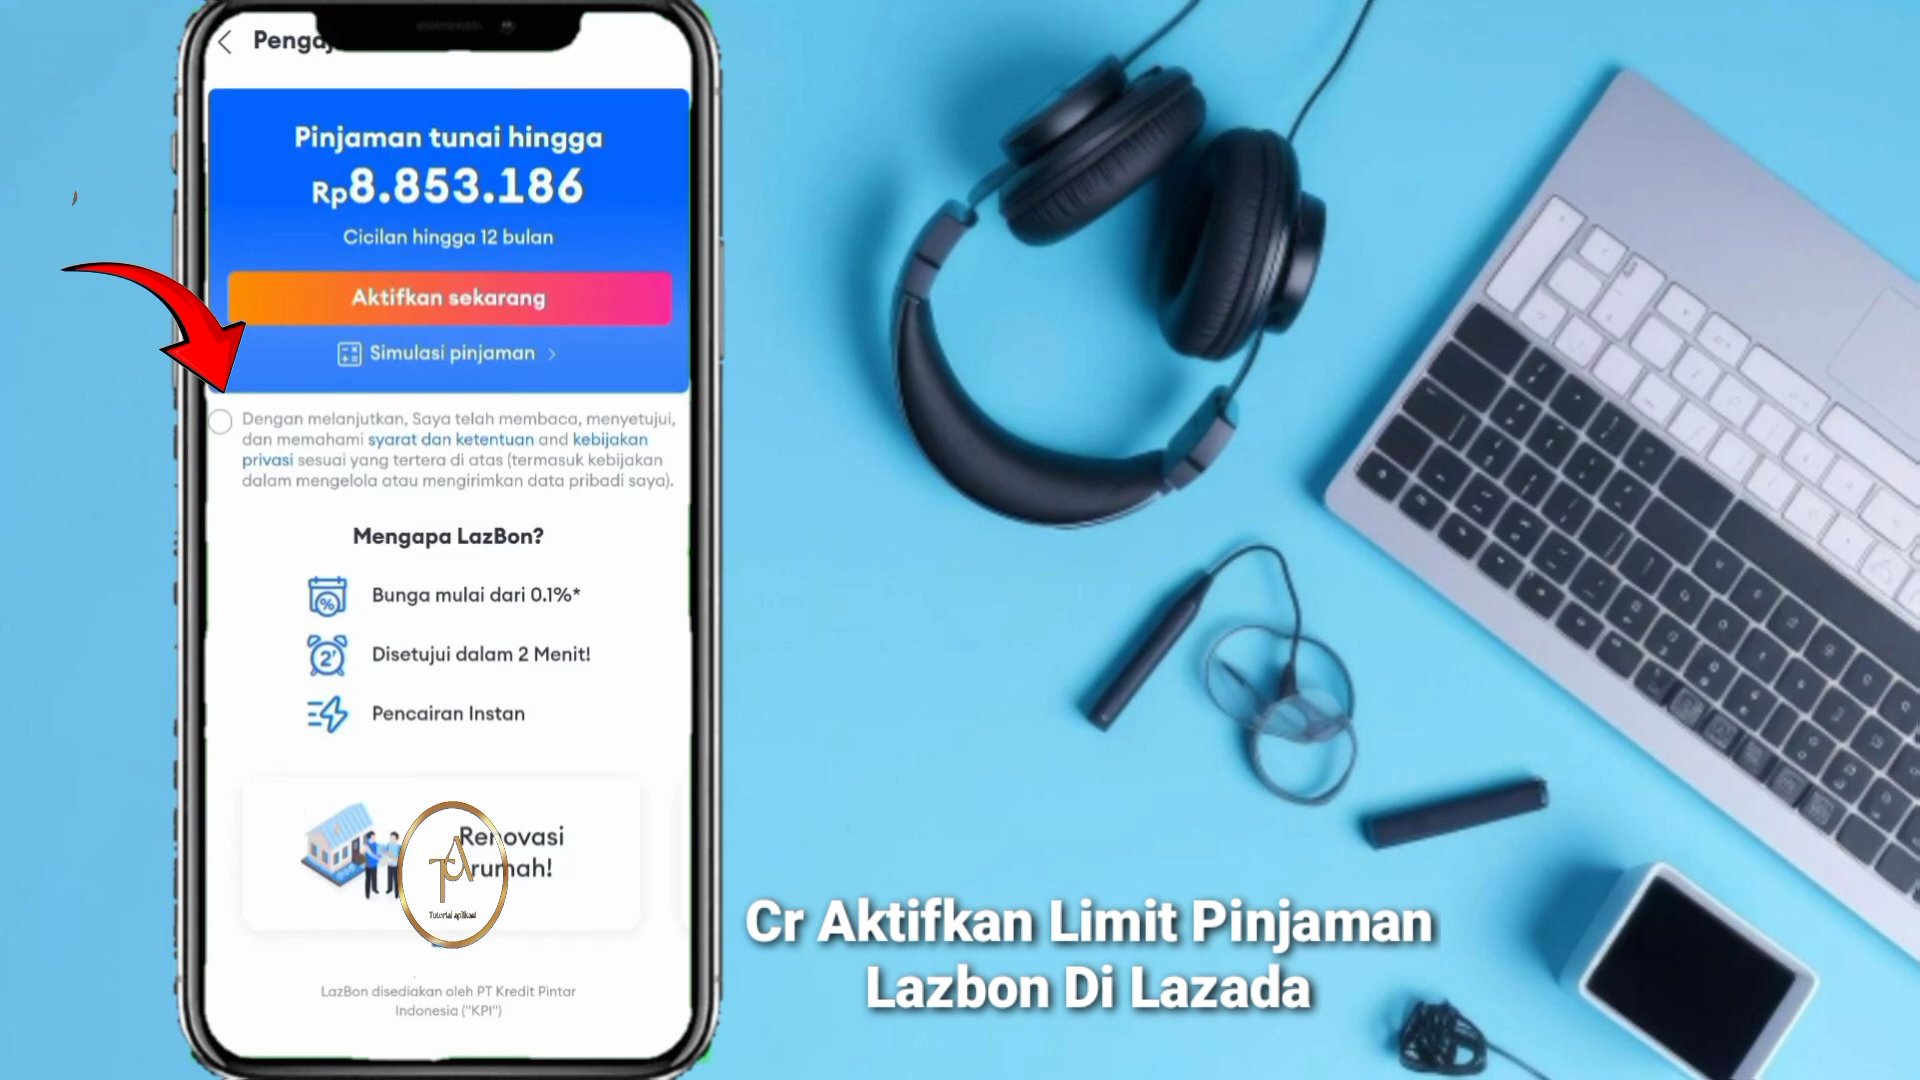 Pengaj
Pinjaman tunai hingga
Rp8.853.186
Cicilan hingga 12 bulan
Aktifkan sekarang
Simulasi pinjaman
Dengan melanjutkan, Saya telah membaca, menyetujui,
dan memahami syarat dan ketentuan and kebijakan
privasi sesuai yang tertera di atas (termasuk kebijakan
dalam mengelola atau mengirimkan data pribadi saya).
Mengapa LazBon?
Bunga mulai dari 0.1%*
2' Disetujui dalam 2 Menit!
Pencairan Instan
Renovasi
rumah!
TA
Tutorial aplikasi
LazBon disediakan oleh PT Kredit Pintar
Indonesia ("KPI")
Cr Aktifkan Limit Pinjaman
Lazbon Di Lazada